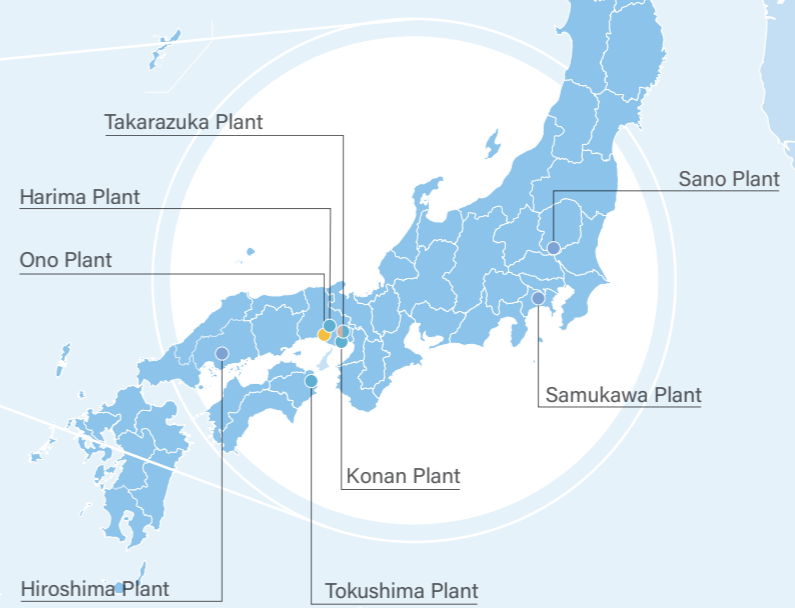 Takarazuka Plant
Sano Plant
Harima Plant
Ono Plant
Samukawa Plant
Konan Plant
Hiroshima Plant
Tokushima Plant